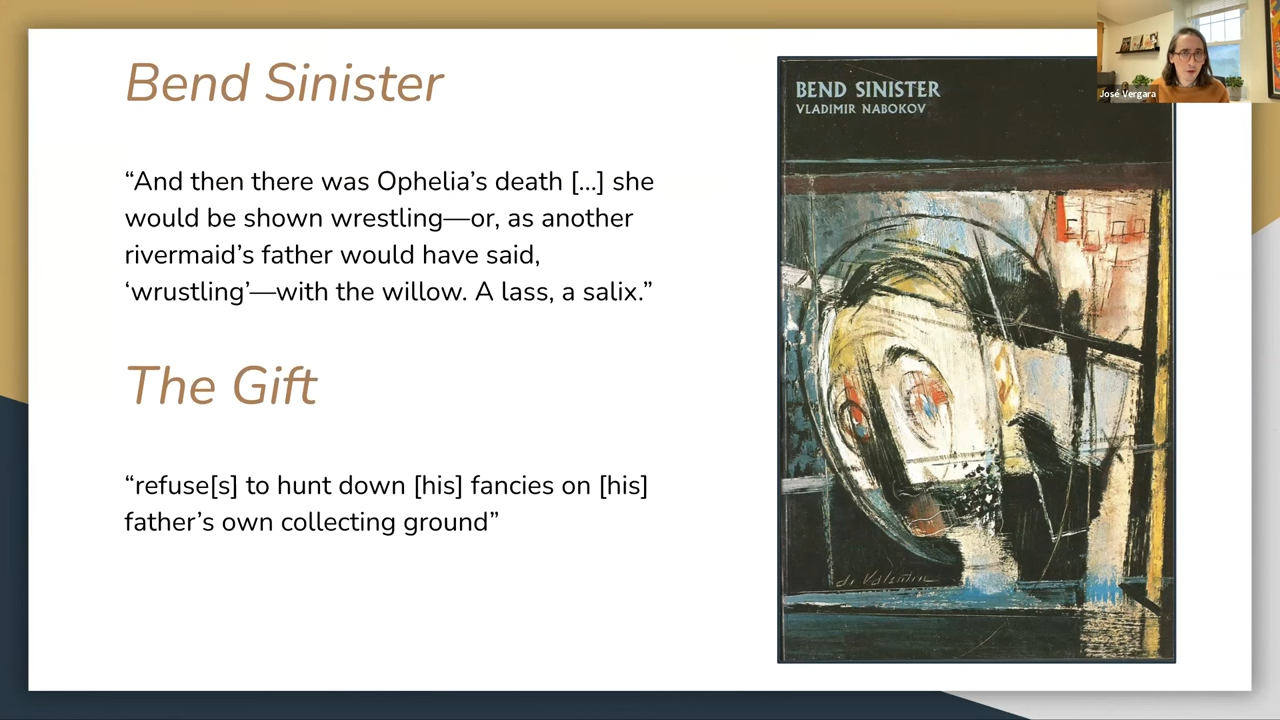 Bend Sinister
“And then there was Ophelia’s death [...] she
would be shown wrestling—or, as another
rivermaid’s father would have said,
‘wrustling’—with the willow. A lass, a salix.”
The Gift
“refuse[s] to hunt down [his] fancies on [his]
father’s own collecting ground”
BEND SINISTER
VLADIMIR NABOKOV
de Valentin
José Vergara